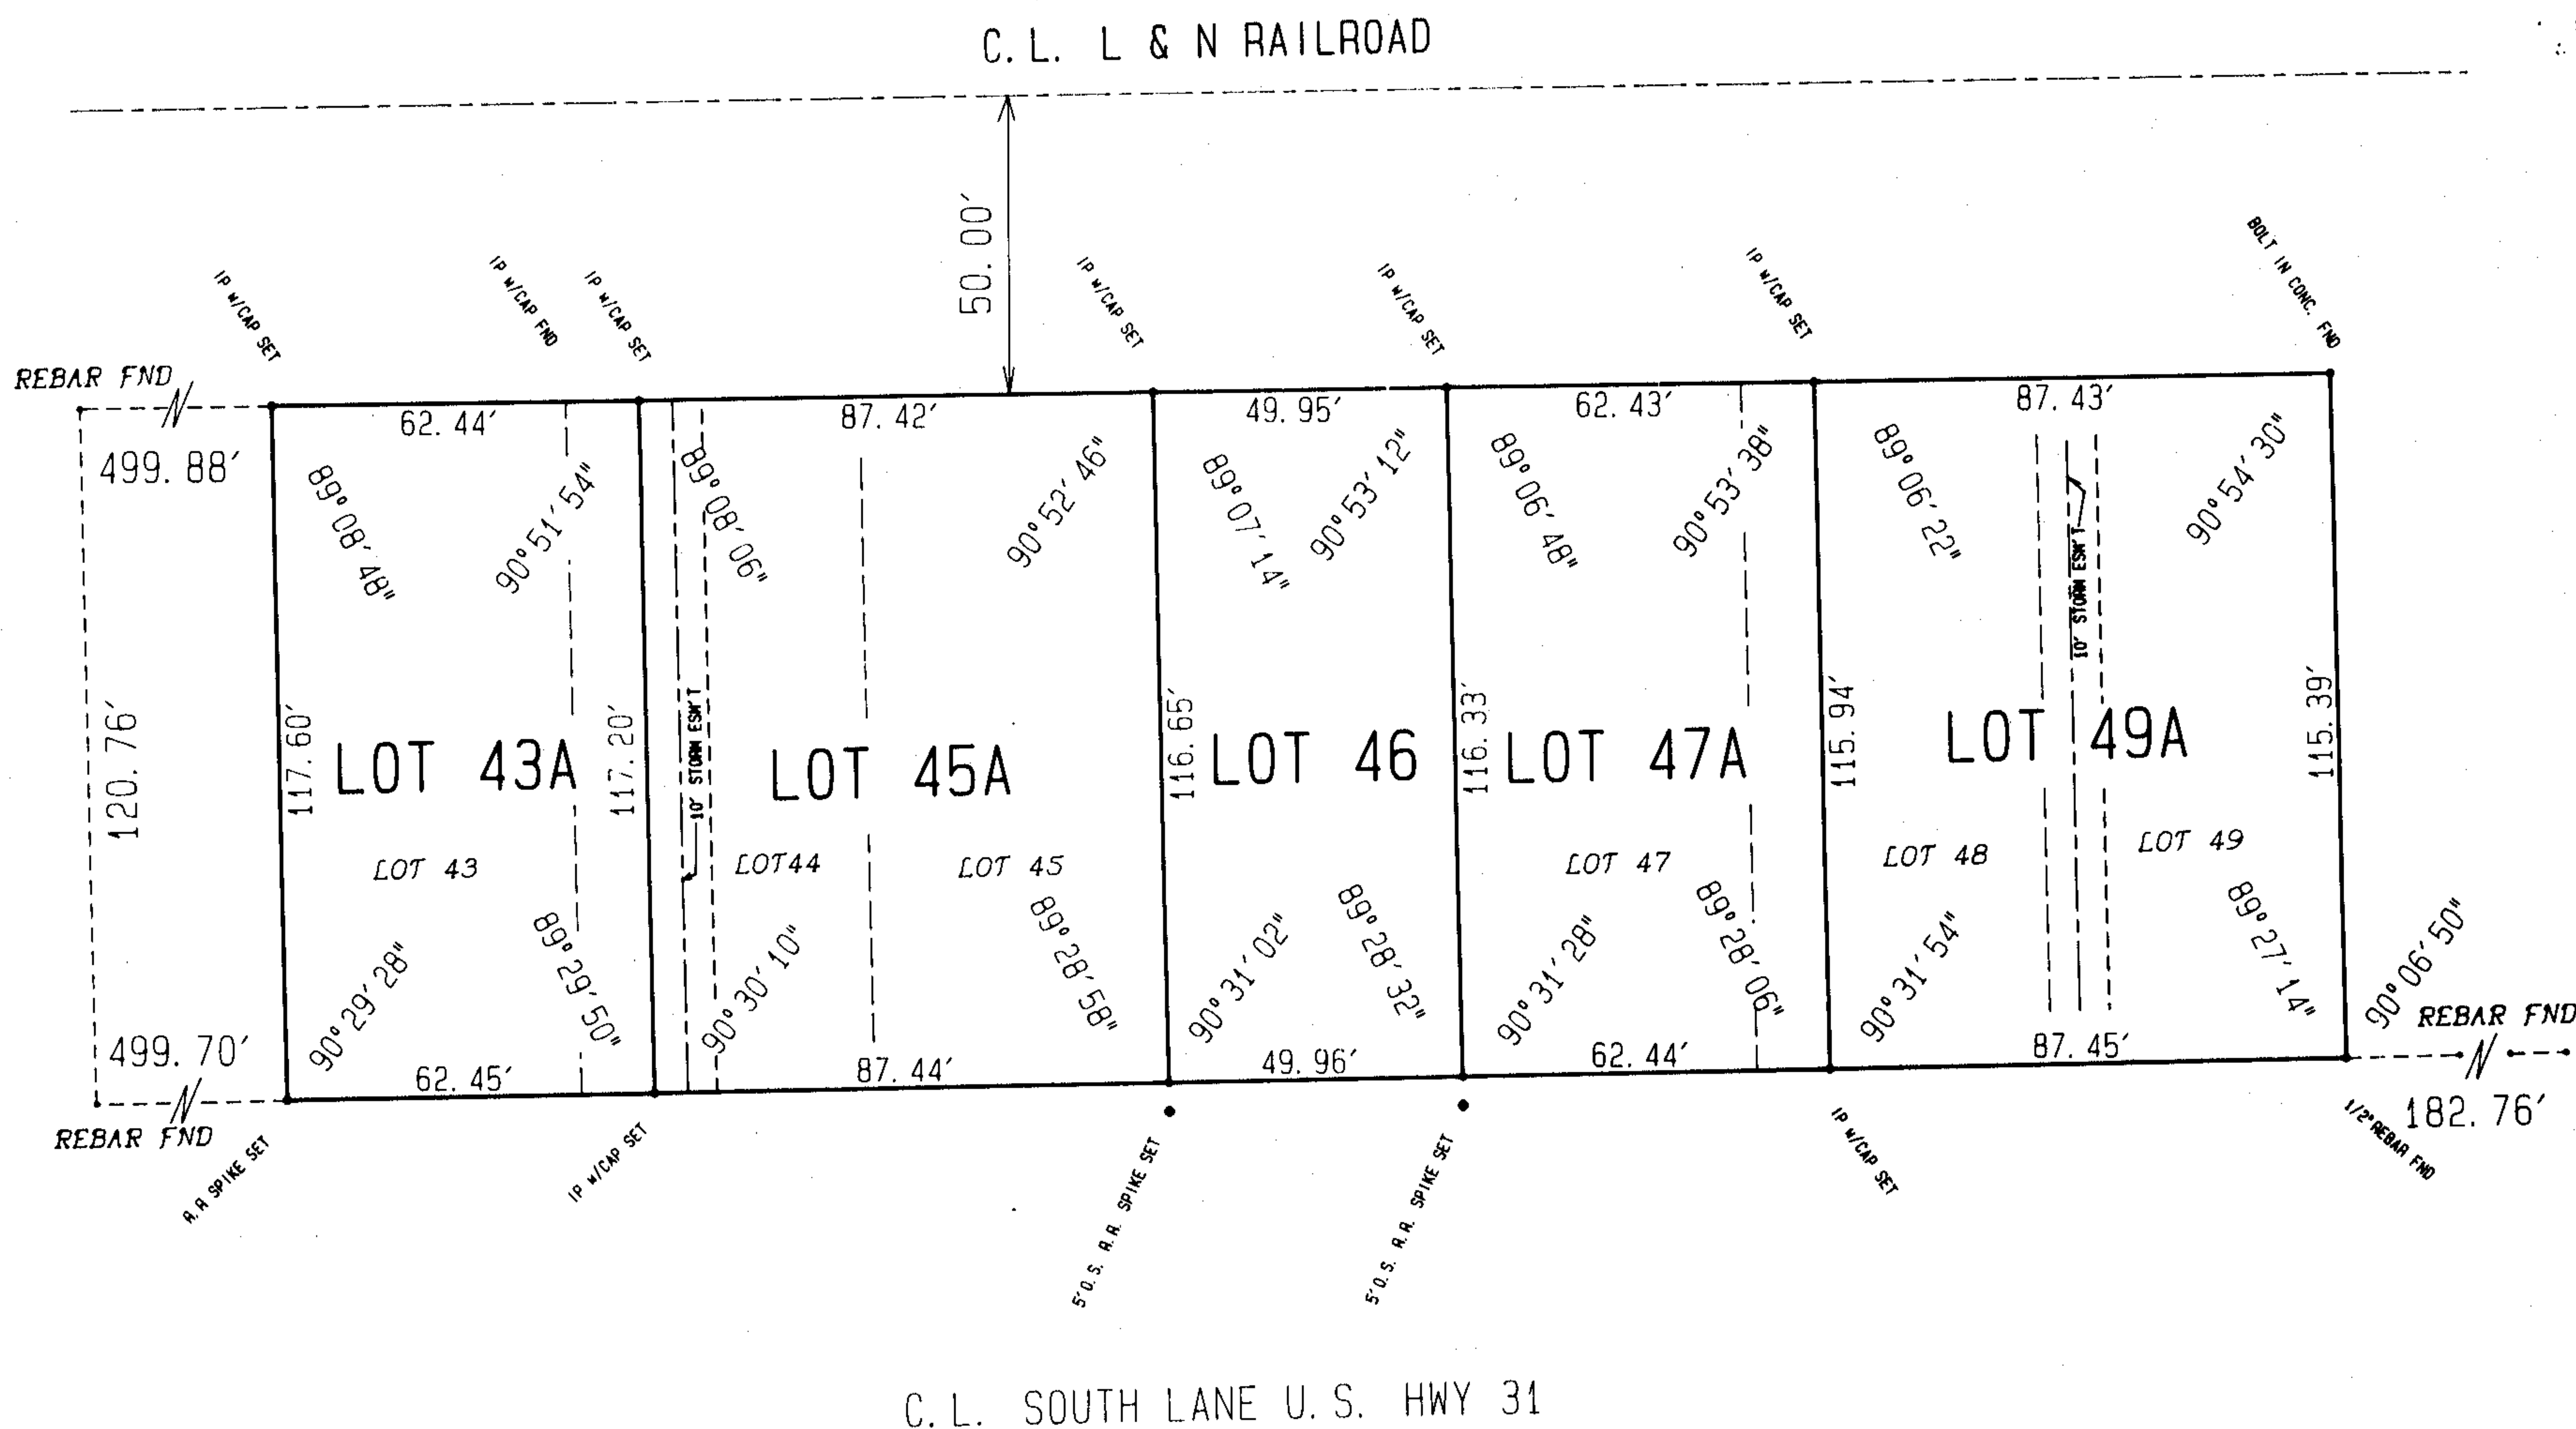 C.L. L & N RAILROAD
50.00′
IP W/CAP SET
IP W/CAP FND
IP W/CAP SET
IP W/CAP SET
IP W/CAP SET
IP W/CAP SET
BOLT IN CONC. FND
REBAR FND
499.88′
62.44′
87.42′
49.95′
62.43′
87.43′
89°08′48"
90°51′54"
89°08′06"
90°52′46"
89°07′14"
90°53′12"
89°06′48"
90°53′38"
89°06′22"
90°54′30"
10′ STORM ESM'T
120.76′
117.60′
LOT 43A
117.20′
10′ STORM ESM'T
LOT 45A
116.65′
LOT 46
116.33′
LOT 47A
115.94′
LOT 49A
115.39′
LOT 43
LOT44
LOT 45
LOT 47
LOT 48
LOT 49
90°29′28"
89°29′50"
90°30′10"
89°28′58"
90°31′02"
89°28′32"
90°31′28"
89°28′06"
90°31′54"
89°27′14"
90°06′50"
499.70′
62.45′
87.44′
49.96′
62.44′
87.45′
REBAR FND
182.76′
REBAR FND
R.R SPIKE SET
IP W/CAP SET
5′O.S. R.R. SPIKE SET
5′O.S. R.R. SPIKE SET
IP W/CAP SET
1/2" REBAR FND
C.L. SOUTH LANE U.S. HWY 31